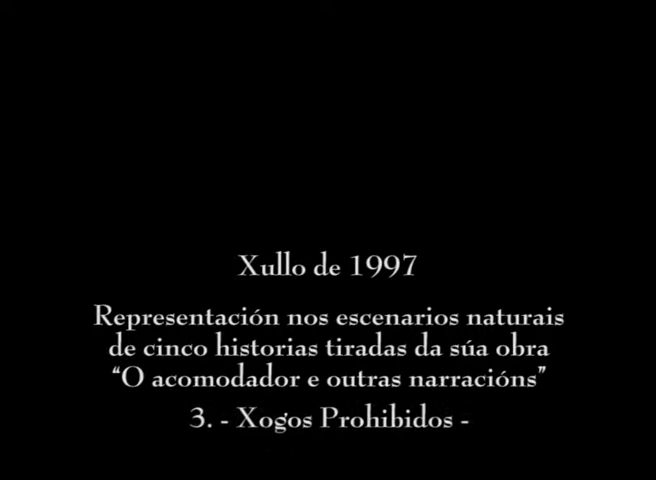 Xullo de 1997
Representación nos escenarios naturais
de cinco historias tiradas da súa obra
“O acomodador e outras narracións”
3. - Xogos Prohibidos -